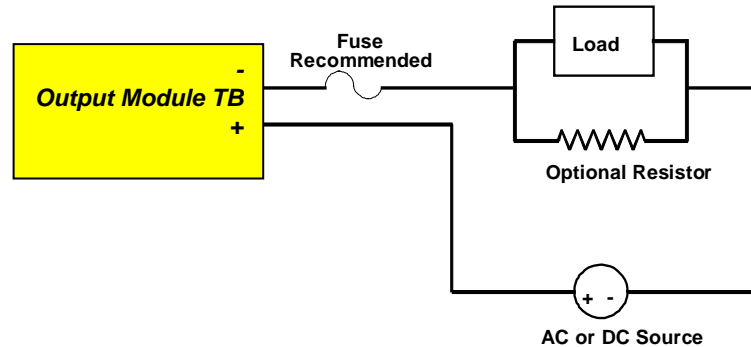 Fuse
Recommended
Load
-
Output Module TB
+
Optional Resistor
+ -
AC or DC Source